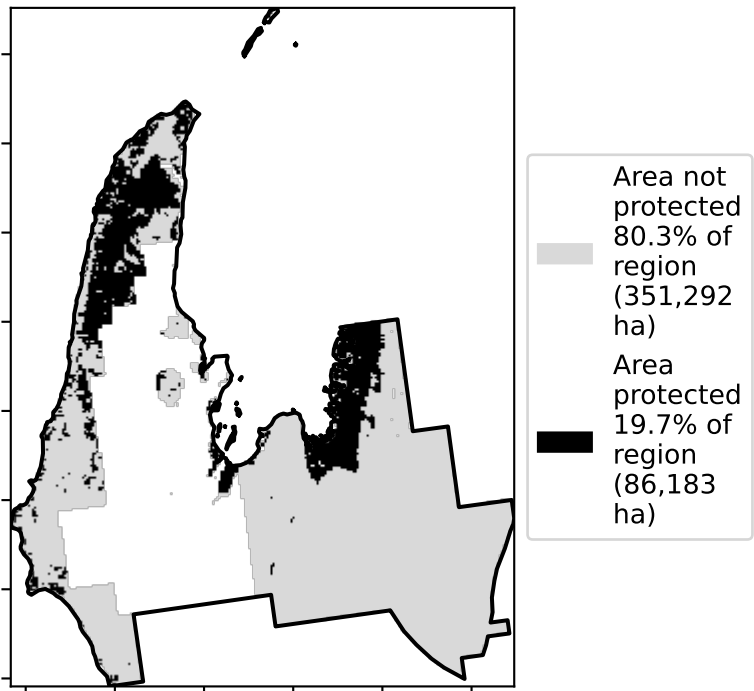 Area not
protected
80.3% of
region
(351,292
ha)
Area
protected
19.7% of
region
(86,183
ha)